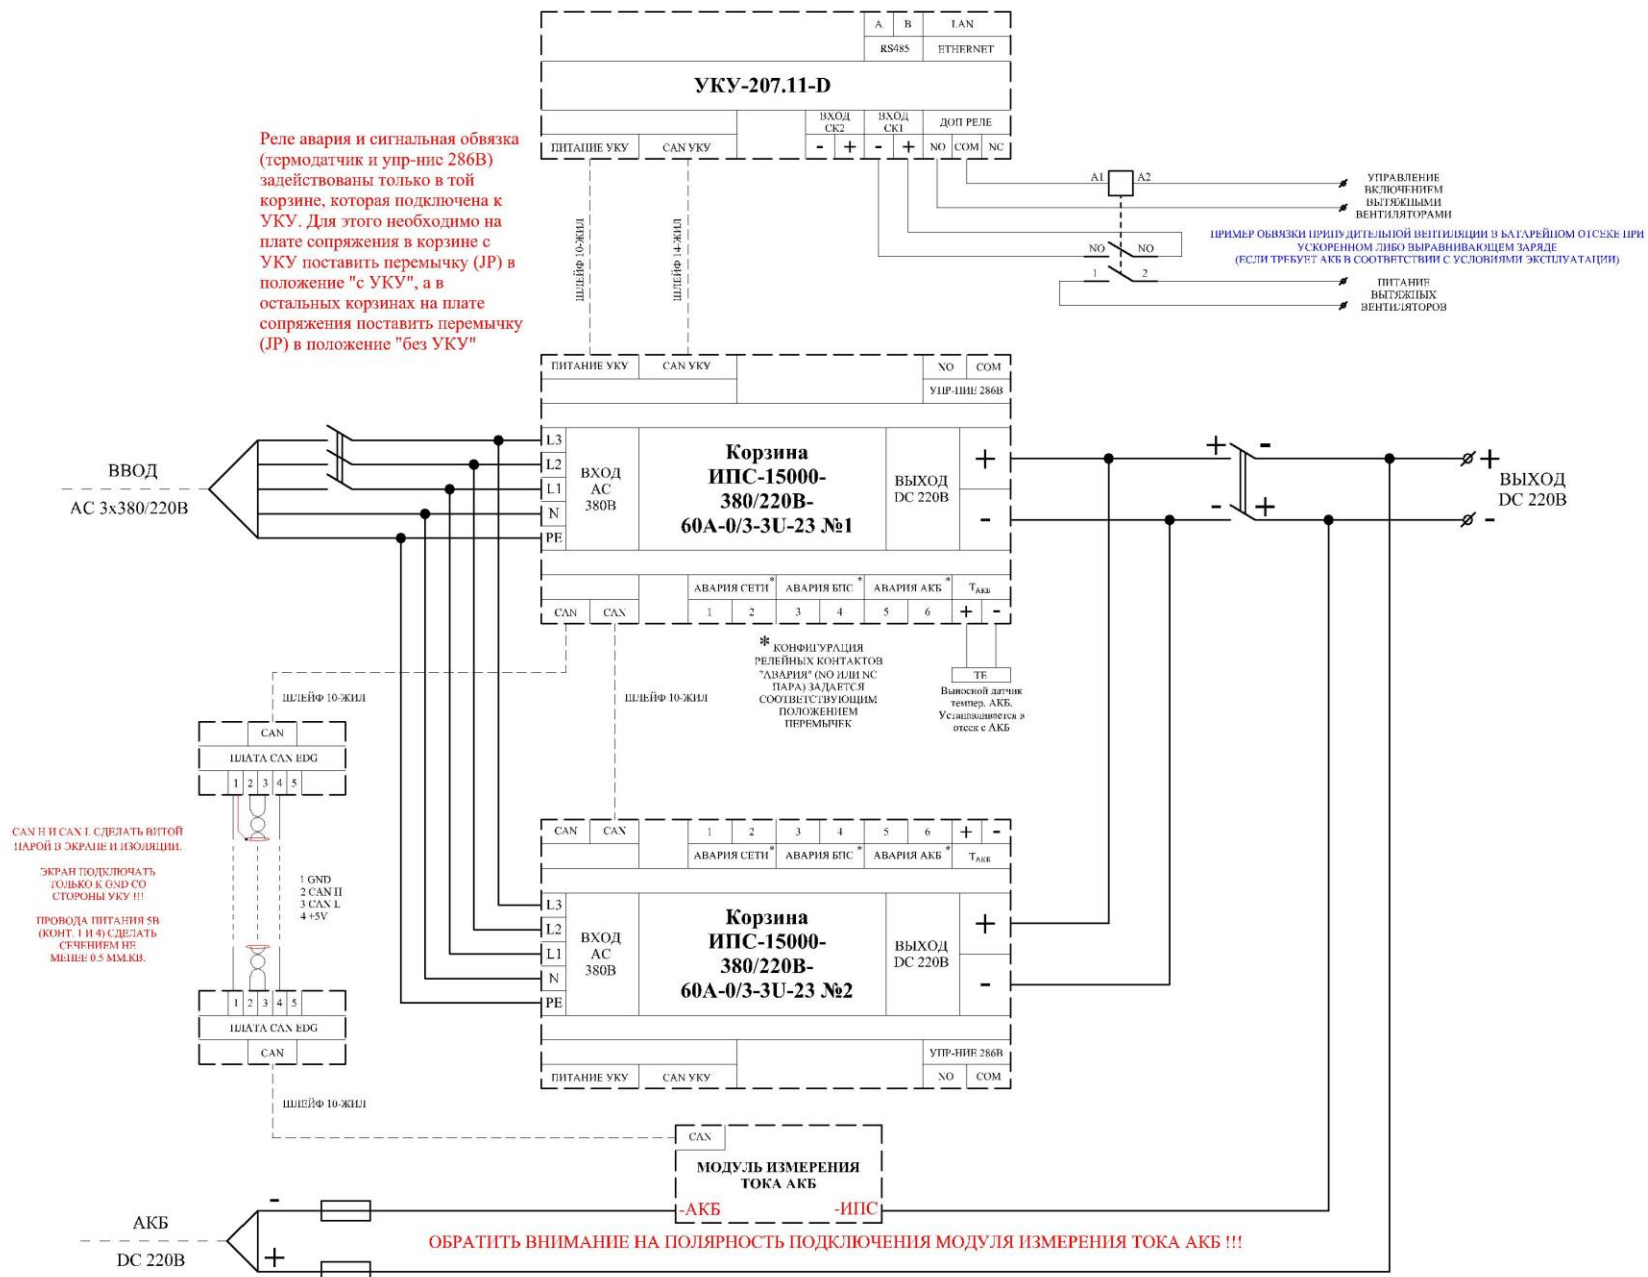 А В LAN
RS485 ETHERNET
УКУ-207.11-D
ВХОД СК2
ВХОД СК1
ДОП РЕЛЕ
ПИТАНИЕ УКУ CAN УКУ - + - + NO COM NC
Реле авария и сигнальная обвязка
(термодатчик и упр-ние 286В)
задействованы только в той
корзине, которая подключена к
УКУ. Для этого необходимо на
плате сопряжения в корзине с
УКУ поставить перемычку (JP) в
положение "с УКУ", а в
остальных корзинах на плате
сопряжения поставить перемычку
(JP) в положение "без УКУ"
ШЛЕЙФ 10-ЖИЛ
ШЛЕЙФ 14-ЖИЛ
А1 А2
УПРАВЛЕНИЕ
ВКЛЮЧЕНИЕМ
ВЫТЯЖНЫМИ
ВЕНТИЛЯТОРАМИ
ПРИМЕР ОБВЯЗКИ ПРИНУДИТЕЛЬНОЙ ВЕНТИЛЯЦИИ В БАТАРЕЙНОМ ОТСЕКЕ ПРИ
УСКОРЕННОМ ЛИБО ВЫРАВНИВАЮЩЕМ ЗАРЯДЕ
(ЕСЛИ ТРЕБУЕТ АКБ В СООТВЕТСТВИИ С УСЛОВИЯМИ ЭКСПЛУАТАЦИИ)
NO NO
1 2
ПИТАНИЕ
ВЫТЯЖНЫХ
ВЕНТИЛЯТОРОВ
ПИТАНИЕ УКУ CAN УКУ NO COM
УПР-НИЕ 286В
ВВОД
АС 3х380/220В
L3
L2
L1
N
PE
ВХОД
АС
380В
Корзина
ИПС-15000-
380/220В-
60А-0/3-3U-23 №1
ВЫХОД
DC 220В
+
-
+ -
- +
+
ВЫХОД
DC 220В
-
АВАРИЯ СЕТИ* АВАРИЯ БПС* АВАРИЯ АКБ* ТАКБ
CAN CAN 1 2 3 4 5 6 + -
* КОНФИГУРАЦИЯ
РЕЛЕЙНЫХ КОНТАКТОВ
"АВАРИЯ" (NO ИЛИ NC
ПАРА) ЗАДАЕТСЯ
СООТВЕТСТВУЮЩИМ
ПОЛОЖЕНИЕМ
ПЕРЕМЫЧЕК
TE
Выносной датчик
темпер. АКБ.
Устанавливается в
отсек с АКБ
ШЛЕЙФ 10-ЖИЛ
ШЛЕЙФ 10-ЖИЛ
CAN
ПЛАТА CAN EDG
1 2 3 4 5
CAN H И CAN L СДЕЛАТЬ ВИТОЙ
ПАРОЙ В ЭКРАНЕ И ИЗОЛЯЦИИ.
ЭКРАН ПОДКЛЮЧАТЬ
ТОЛЬКО К GND СО
СТОРОНЫ УКУ !!!
ПРОВОДА ПИТАНИЯ 5В
(КОНТ. 1 И 4) СДЕЛАТЬ
СЕЧЕНИЕМ НЕ
МЕНЕЕ 0.5 ММ.КВ.
1 GND
2 CAN H
3 CAN L
4 +5V
1 2 3 4 5
ПЛАТА CAN EDG
CAN
ШЛЕЙФ 10-ЖИЛ
CAN CAN 1 2 3 4 5 6 + -
АВАРИЯ СЕТИ* АВАРИЯ БПС* АВАРИЯ АКБ* ТАКБ
L3
L2
L1
N
PE
ВХОД
АС
380В
Корзина
ИПС-15000-
380/220В-
60А-0/3-3U-23 №2
ВЫХОД
DC 220В
+
-
УПР-НИЕ 286В
ПИТАНИЕ УКУ CAN УКУ NO COM
CAN
МОДУЛЬ ИЗМЕРЕНИЯ
ТОКА АКБ
-АКБ -ИПС
АКБ
DC 220В
-
+
ОБРАТИТЬ ВНИМАНИЕ НА ПОЛЯРНОСТЬ ПОДКЛЮЧЕНИЯ МОДУЛЯ ИЗМЕРЕНИЯ ТОКА АКБ !!!